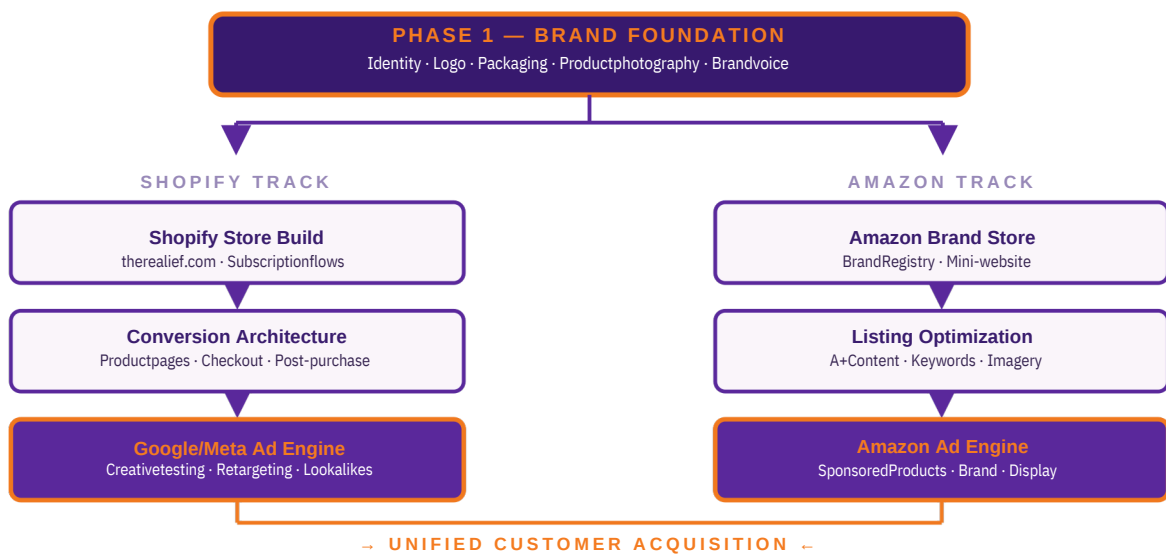 PHASE 1 — BRAND FOUNDATION
Identity · Logo · Packaging · Productphotography · Brandvoice
SHOPIFY TRACK
Shopify Store Build
therealief.com · Subscriptionflows
Conversion Architecture
Productpages · Checkout · Post-purchase
Google/Meta Ad Engine
Creativetesting · Retargeting · Lookalikes
AMAZON TRACK
Amazon Brand Store
BrandRegistry · Mini-website
Listing Optimization
A+Content · Keywords · Imagery
Amazon Ad Engine
SponsoredProducts · Brand · Display
→ UNIFIED CUSTOMER ACQUISITION ←